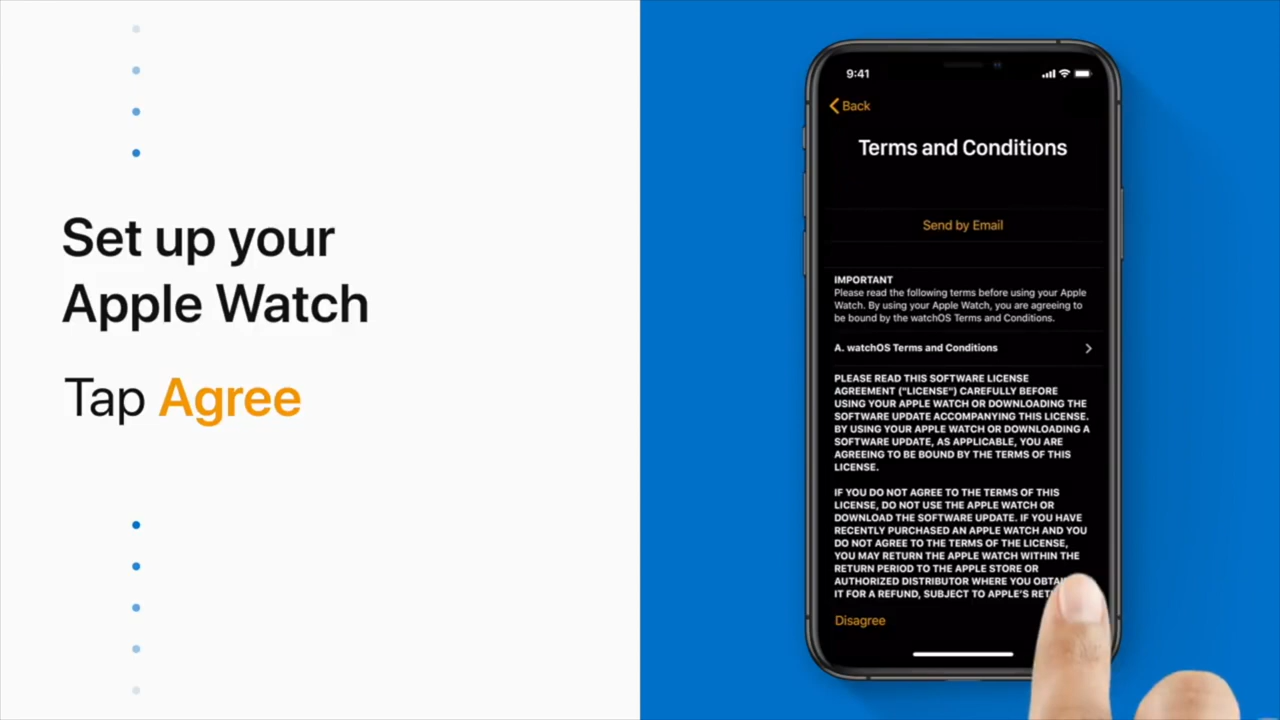 Set up your
Apple Watch
Tap Agree
9:41
Back
Terms and Conditions
Send by Email
IMPORTANT
Please read the following terms before using your Apple
Watch. By using your Apple Watch, you are agreeing to
be bound by the watchOS Terms and Conditions.
A. watchOS Terms and Conditions
PLEASE READ THIS SOFTWARE LICENSE
AGREEMENT ("LICENSE") CAREFULLY BEFORE
USING YOUR APPLE WATCH OR DOWNLOADING THE
SOFTWARE UPDATE ACCOMPANYING THIS LICENSE.
BY USING YOUR APPLE WATCH OR DOWNLOADING A
SOFTWARE UPDATE, AS APPLICABLE, YOU ARE
AGREEING TO BE BOUND BY THE TERMS OF THIS
LICENSE.
IF YOU DO NOT AGREE TO THE TERMS OF THIS
LICENSE, DO NOT USE THE APPLE WATCH OR
DOWNLOAD THE SOFTWARE UPDATE. IF YOU HAVE
RECENTLY PURCHASED AN APPLE WATCH AND YOU
DO NOT AGREE TO THE TERMS OF THE LICENSE,
YOU MAY RETURN THE APPLE WATCH WITHIN THE
RETURN PERIOD TO THE APPLE STORE OR
AUTHORIZED DISTRIBUTOR WHERE YOU
IT FOR A REFUND, SUBJECT TO APPLE'S
Disagree